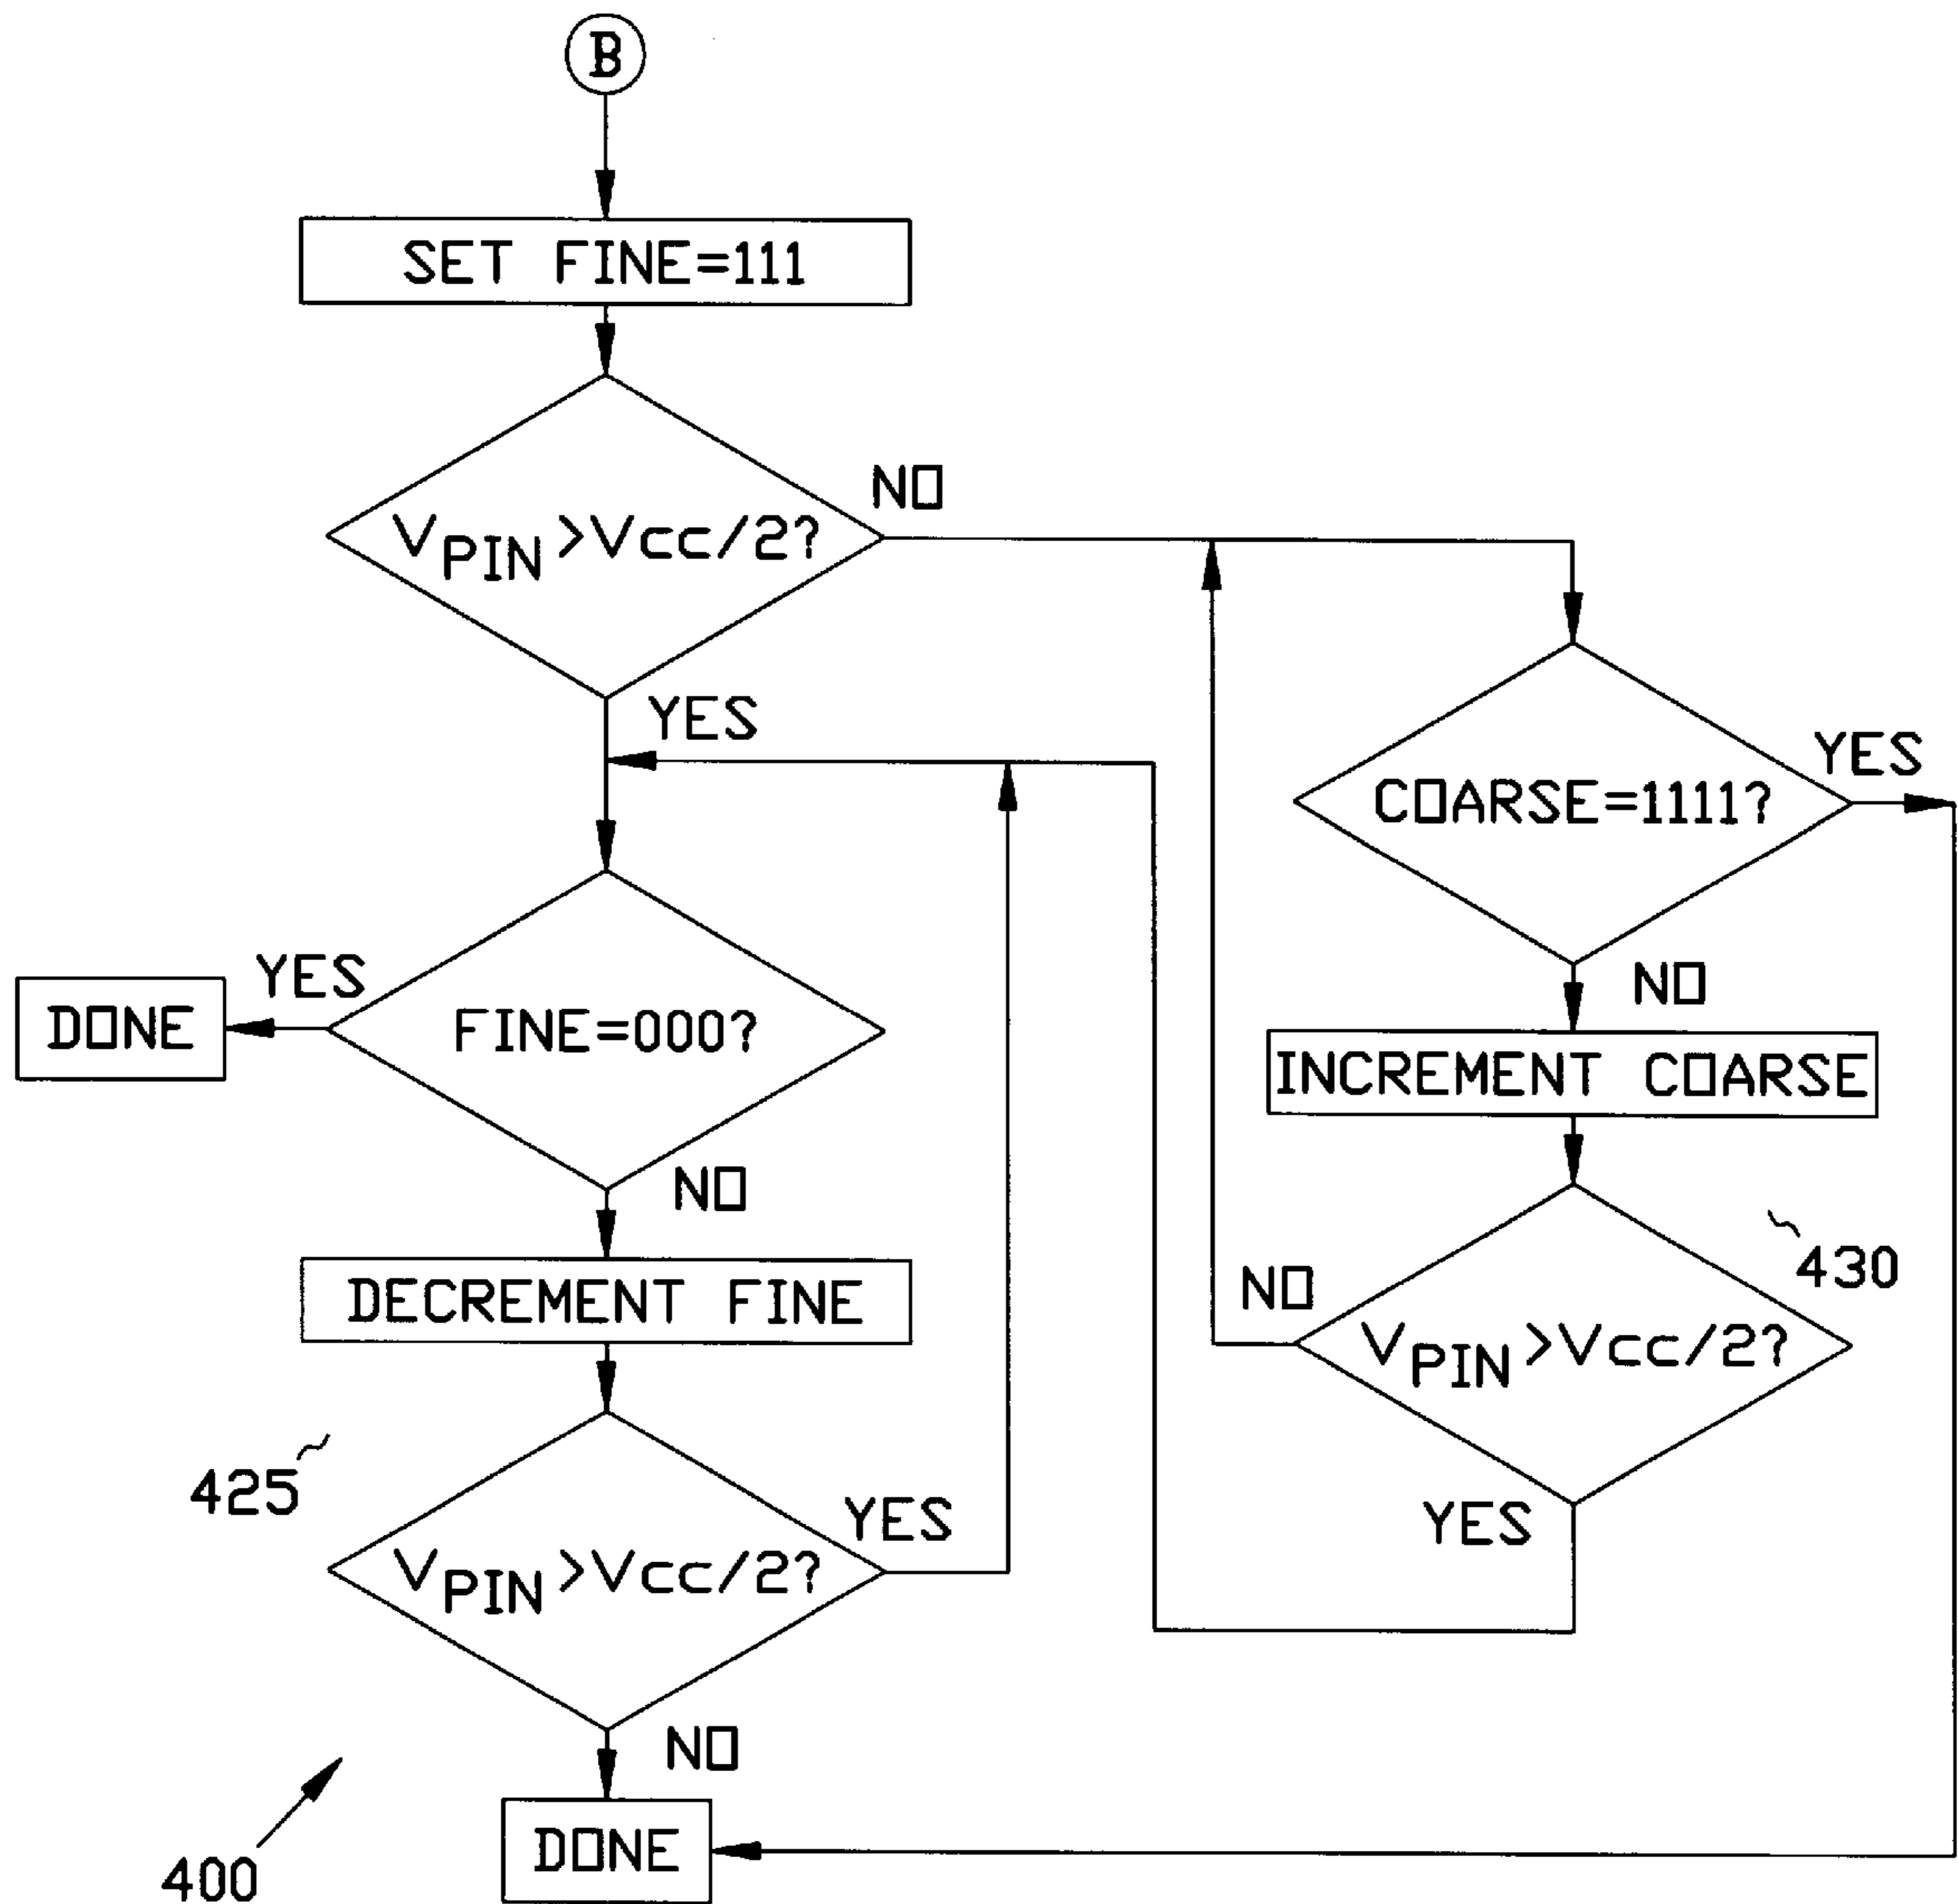 B
SET FINE=111
VPIN>Vcc/2?
NO
YES
COARSE=1111?
YES
NO
INCREMENT COARSE
430
VPIN>Vcc/2?
NO
YES
FINE=000?
YES
DONE
NO
DECREMENT FINE
425
VPIN>Vcc/2?
YES
NO
DONE
400